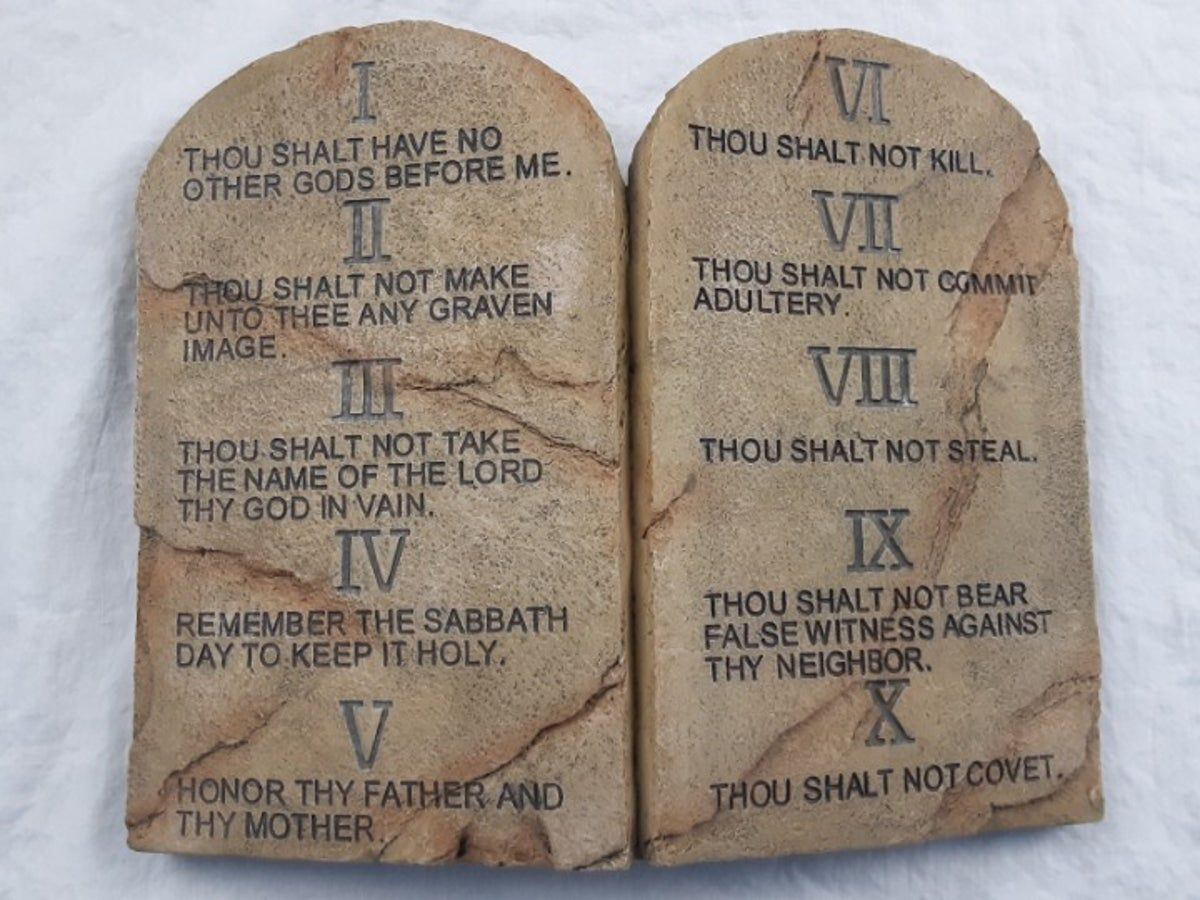 I
THOU SHALT HAVE NO
OTHER GODS BEFORE ME.
II
THOU SHALT NOT MAKE
UNTO THEE ANY GRAVEN
IMAGE.
III
THOU SHALT NOT TAKE
THE NAME OF THE LORD
THY GOD IN VAIN.
IV
REMEMBER THE SABBATH
DAY TO KEEP IT HOLY.
V
HONOR THY FATHER AND
THY MOTHER.
VI
THOU SHALT NOT KILL.
VII
THOU SHALT NOT COMMIT
ADULTERY.
VIII
THOU SHALT NOT STEAL.
IX
THOU SHALT NOT BEAR
FALSE WITNESS AGAINST
THY NEIGHBOR.
X
THOU SHALT NOT COVET.